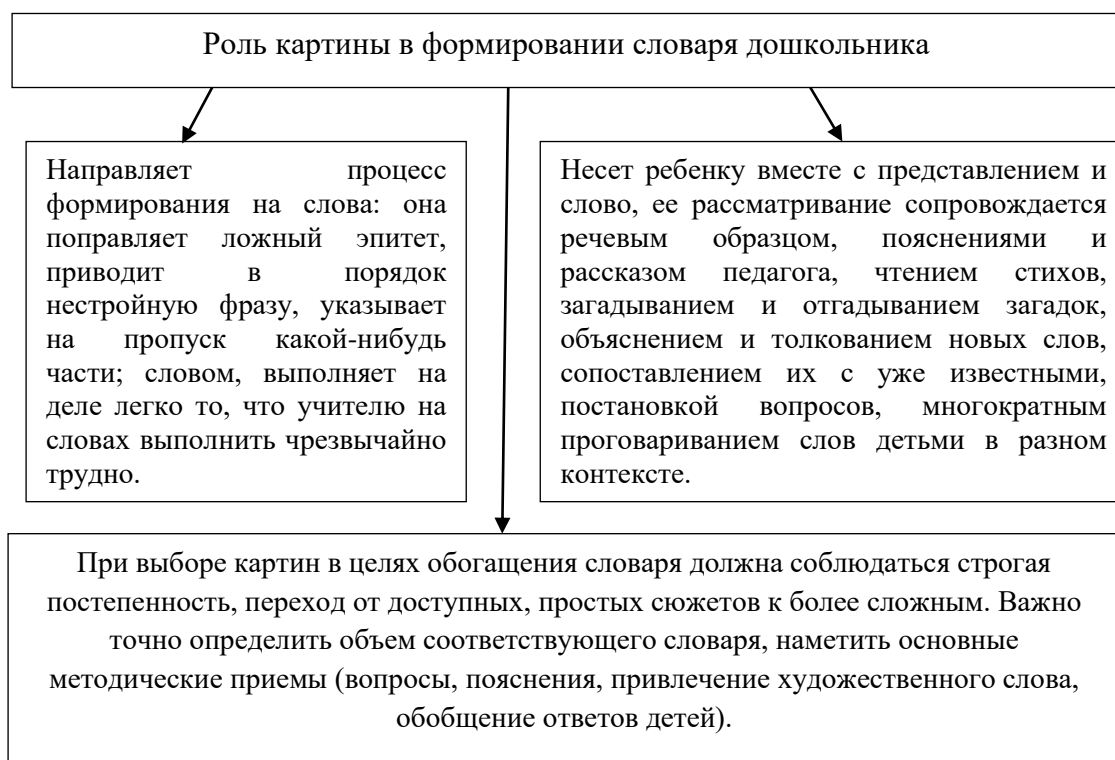 Роль картины в формировании словаря дошкольника
Направляет процесс
формирования на слова: она
поправляет ложный эпитет,
приводит в порядок
нестройную фразу, указывает
на пропуск какой-нибудь
части; словом, выполняет на
деле легко то, что учителю на
словах выполнить чрезвычайно
трудно.
Несет ребенку вместе с представлением и
слово, ее рассматривание сопровождается
речевым образцом, пояснениями и
рассказом педагога, чтением стихов,
загадыванием и отгадыванием загадок,
объяснением и толкованием новых слов,
сопоставлением их с уже известными,
постановкой вопросов, многократным
проговариванием слов детьми в разном
контексте.
При выборе картин в целях обогащения словаря должна соблюдаться строгая
постепенность, переход от доступных, простых сюжетов к более сложным. Важно
точно определить объем соответствующего словаря, наметить основные
методические приемы (вопросы, пояснения, привлечение художественного слова,
обобщение ответов детей).